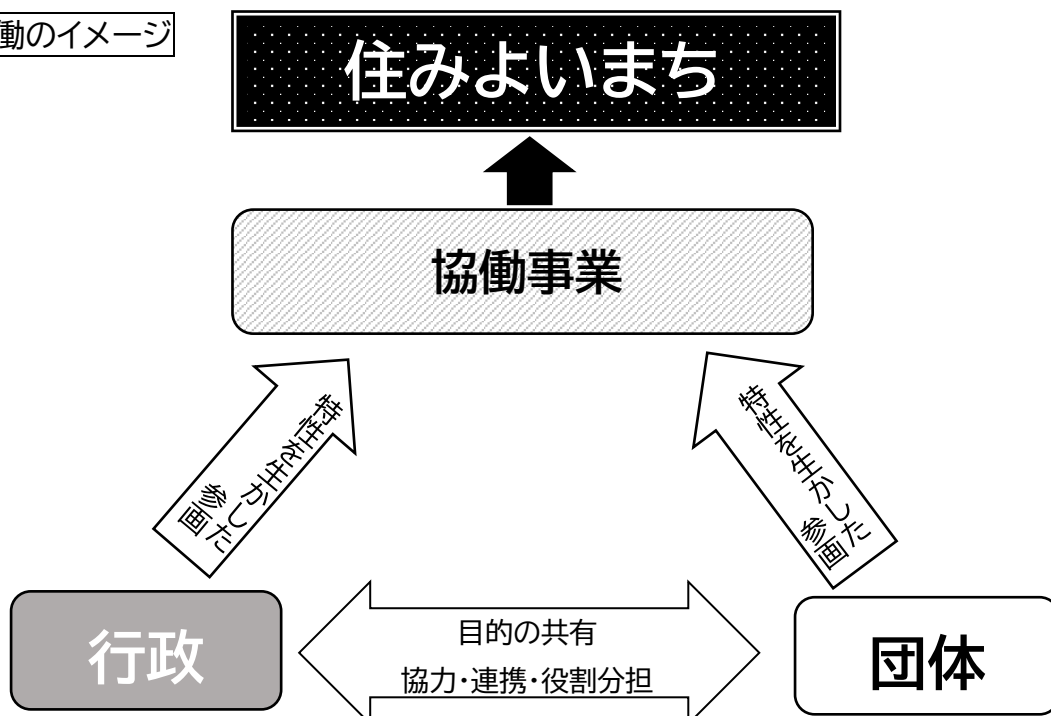 働のイメージ
住みよいまち
協働事業
特性を生かした
参画
特性を生かした
参画
行政
目的の共有
協力・連携・役割分担
団体